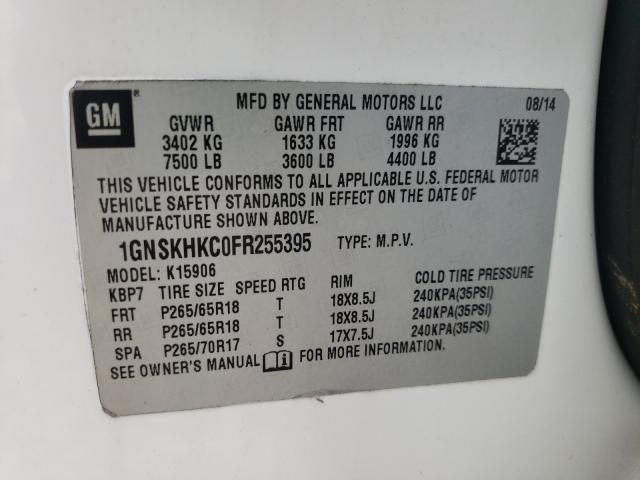 GM ®
MFD BY GENERAL MOTORS LLC 08/14
GVWR GAWR FRT GAWR RR
3402 KG 1633 KG 1996 KG
7500 LB 3600 LB 4400 LB
THIS VEHICLE CONFORMS TO ALL APPLICABLE U.S. FEDERAL MOTOR
VEHICLE SAFETY STANDARDS IN EFFECT ON THE DATE OF
MANUFACTURE SHOWN ABOVE.
1GNSKHKC0FR255395 TYPE: M.P.V.
MODEL: K15906
KBP7 TIRE SIZE SPEED RTG RIM COLD TIRE PRESSURE
FRT P265/65R18 T 18X8.5J 240KPA(35PSI)
RR P265/65R18 T 18X8.5J 240KPA(35PSI)
SPA P265/70R17 S 17X7.5J 240KPA(35PSI)
SEE OWNER'S MANUAL FOR MORE INFORMATION.